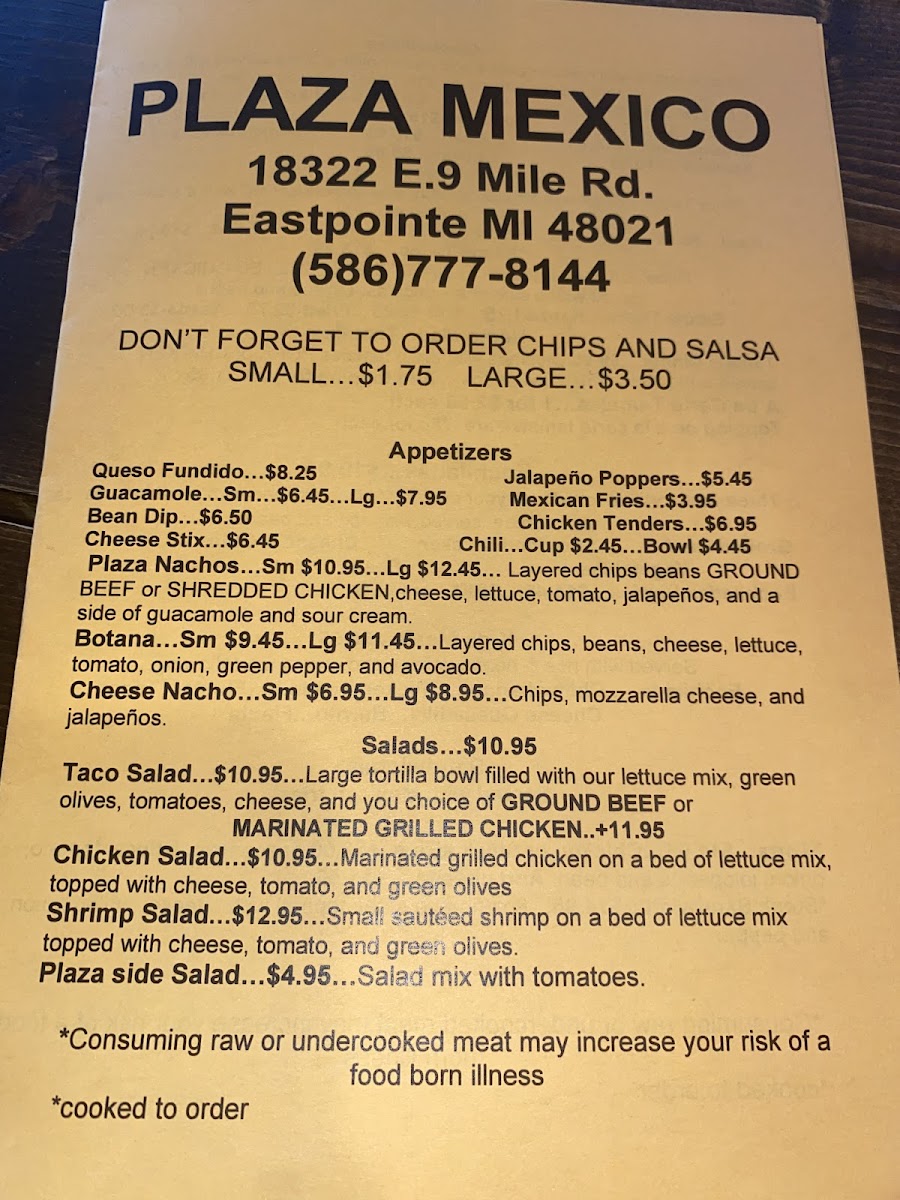 PLAZA MEXICO
18322 E.9 Mile Rd.
Eastpointe MI 48021
(586)777-8144
DON'T FORGET TO ORDER CHIPS AND SALSA
SMALL...$1.75 LARGE...$3.50
Appetizers
Queso Fundido...$8.25 Jalapeño Poppers...$5.45
Guacamole...Sm...$6.45...Lg...$7.95 Mexican Fries...$3.95
Bean Dip...$6.50 Chicken Tenders...$6.95
Cheese Stix...$6.45 Chili...Cup $2.45...Bowl $4.45
Plaza Nachos...Sm $10.95...Lg $12.45... Layered chips beans GROUND
BEEF or SHREDDED CHICKEN,cheese, lettuce, tomato, jalapeños, and a
side of guacamole and sour cream.
Botana...Sm $9.45...Lg $11.45...Layered chips, beans, cheese, lettuce,
tomato, onion, green pepper, and avocado.
Cheese Nacho...Sm $6.95...Lg $8.95...Chips, mozzarella cheese, and
jalapeños.
Salads...$10.95
Taco Salad...$10.95...Large tortilla bowl filled with our lettuce mix, green
olives, tomatoes, cheese, and you choice of GROUND BEEF or
MARINATED GRILLED CHICKEN..+11.95
Chicken Salad...$10.95...Marinated grilled chicken on a bed of lettuce mix,
topped with cheese, tomato, and green olives
Shrimp Salad...$12.95...Small sautéed shrimp on a bed of lettuce mix
topped with cheese, tomato, and green olives.
Plaza side Salad...$4.95...Salad mix with tomatoes.
*Consuming raw or undercooked meat may increase your risk of a
food born illness
*cooked to order